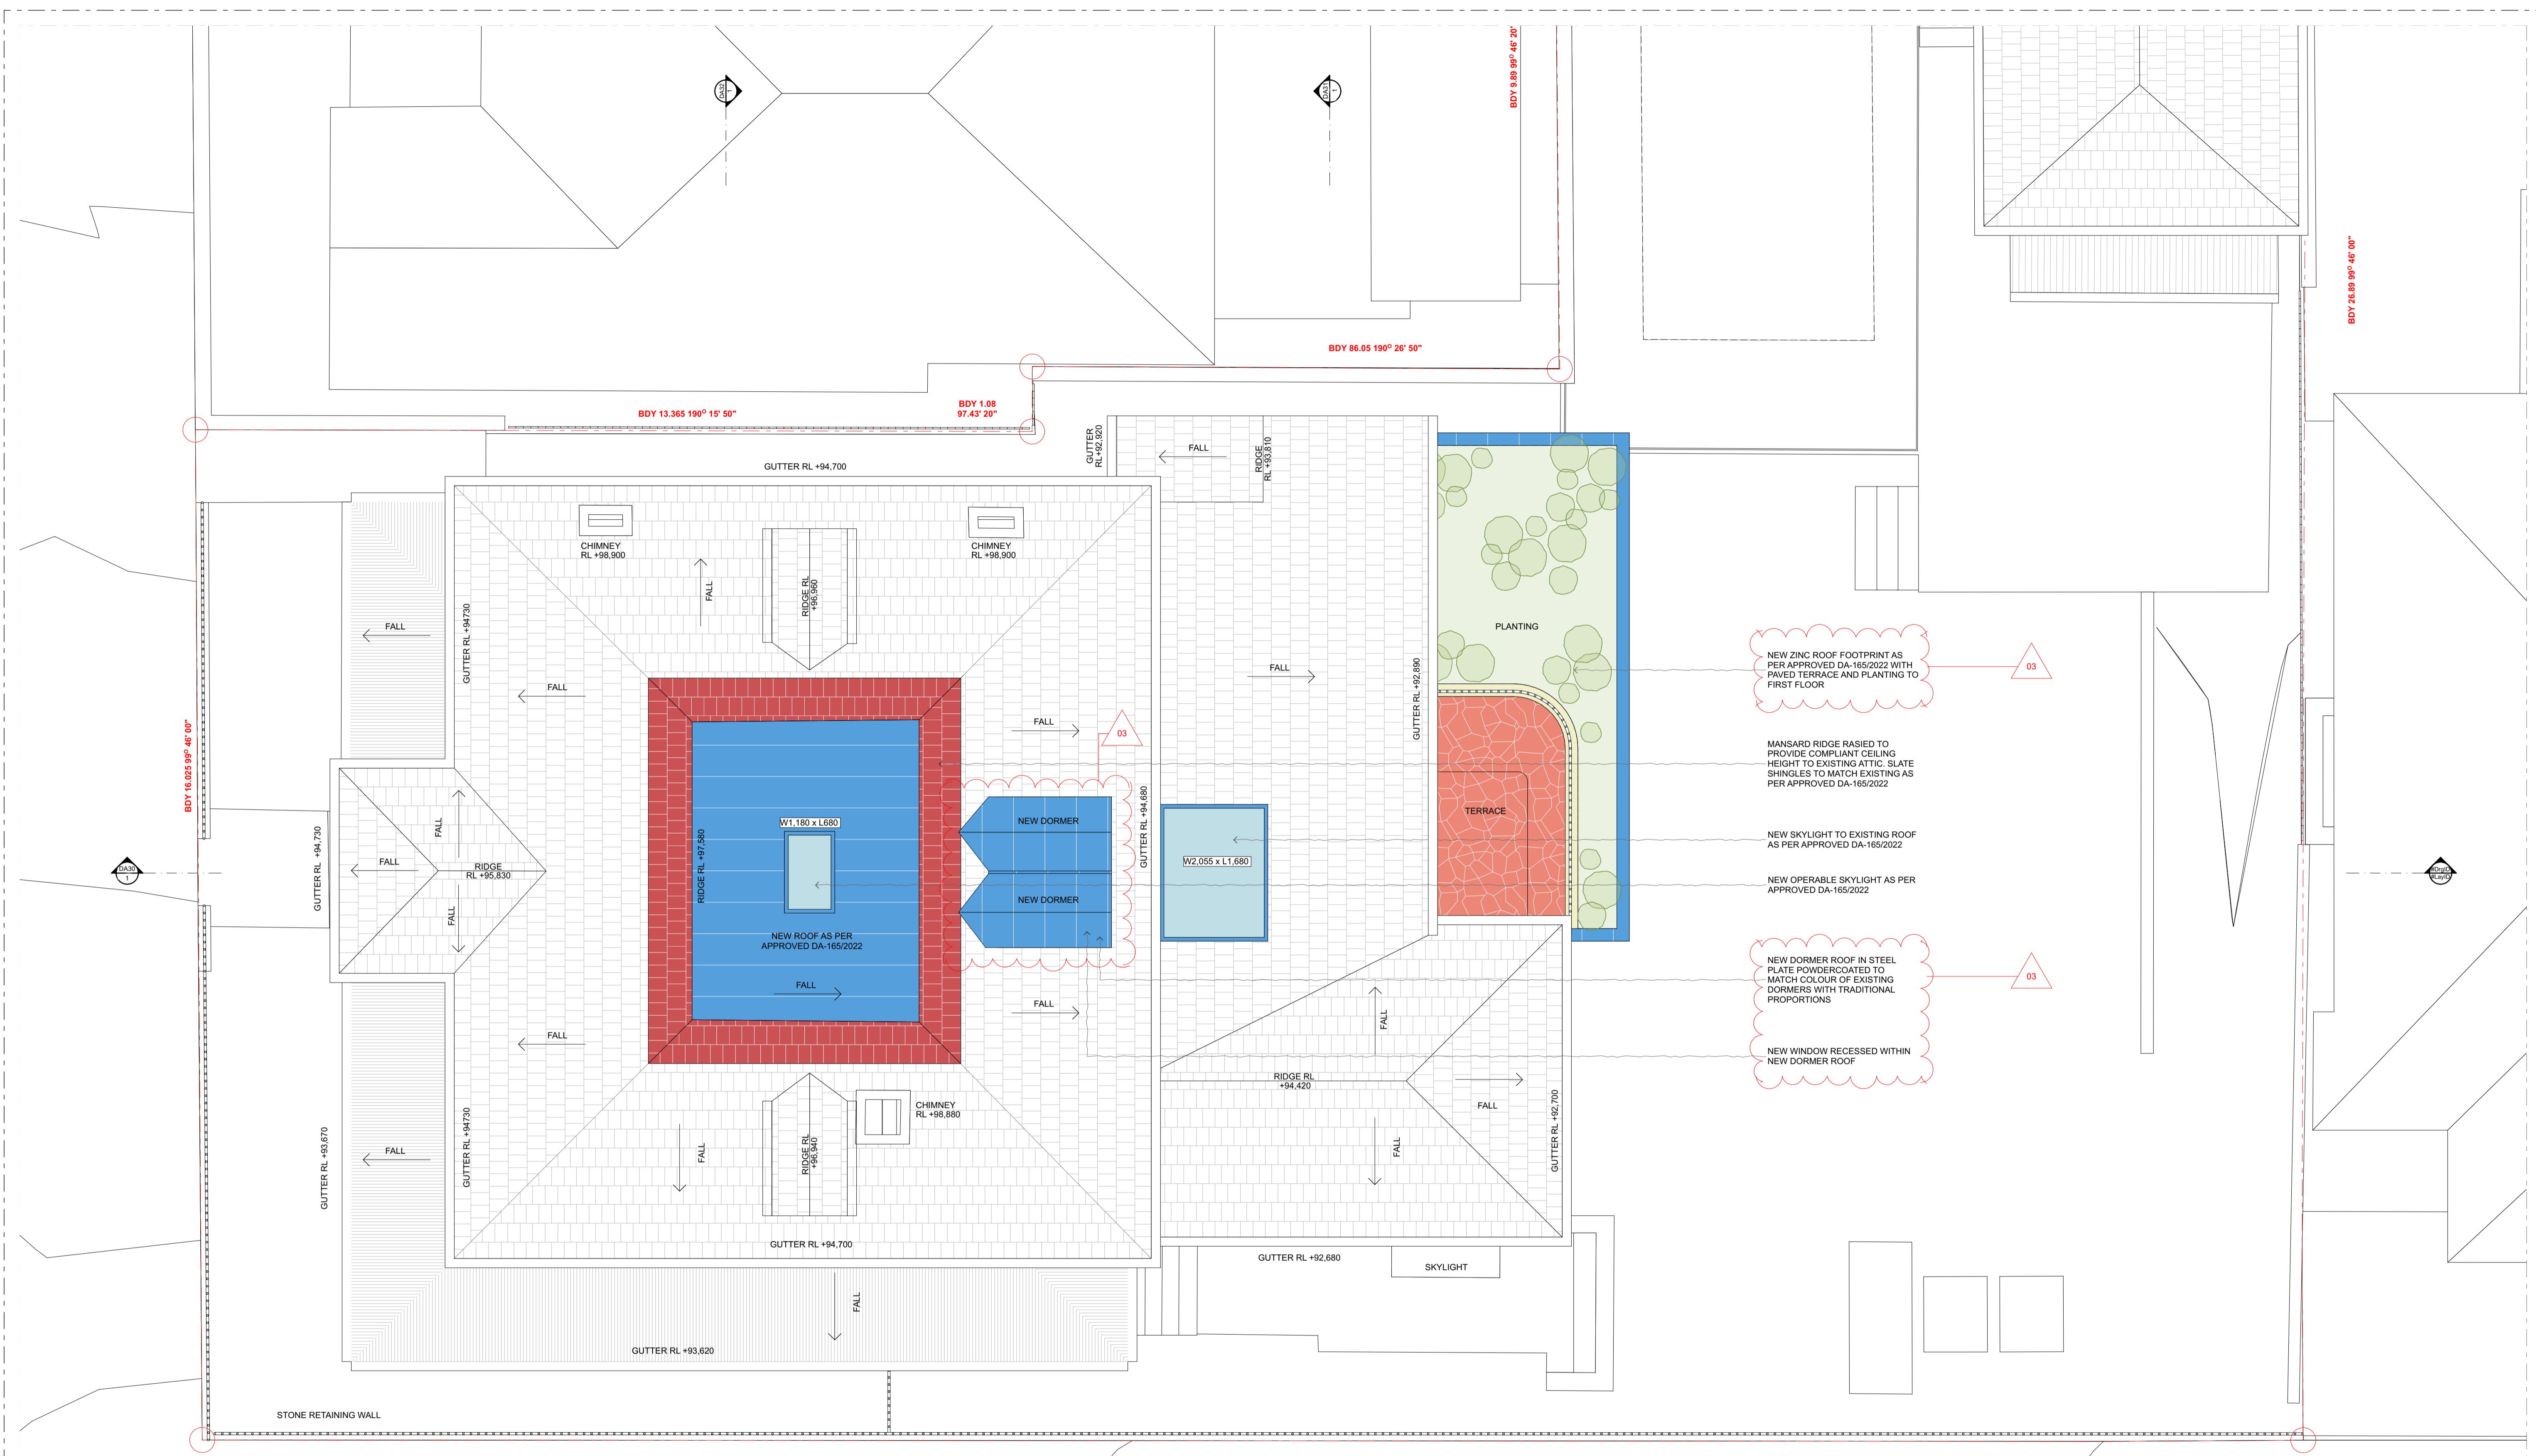 BDY 9.89 99° 46' 20"
DA32
1
DA31
1
BDY 26.89 99° 46' 00"
BDY 86.05 190° 26' 50"
BDY 13.365 190° 15' 50"
BDY 1.08
97.43' 20"
GUTTER
RL+92,920
FALL
RIDGE
RL +93,810
GUTTER RL +94,700
CHIMNEY
RL +98,900
CHIMNEY
RL +98,900
FALL
RIDGE RL
+96,960
FALL
GUTTER RL +94730
PLANTING
NEW ZINC ROOF FOOTPRINT AS
PER APPROVED DA-165/2022 WITH
PAVED TERRACE AND PLANTING TO
FIRST FLOOR
03
FALL
FALL
GUTTER RL +92,890
FALL
03
BDY 16.025 99° 46' 00"
MANSARD RIDGE RASIED TO
PROVIDE COMPLIANT CEILING
HEIGHT TO EXISTING ATTIC. SLATE
SHINGLES TO MATCH EXISTING AS
PER APPROVED DA-165/2022
TERRACE
W1,180 x L680
NEW DORMER
GUTTER RL +94,680
FALL
RIDGE RL +97,580
NEW SKYLIGHT TO EXISTING ROOF
AS PER APPROVED DA-165/2022
DA30
1
GUTTER RL +94,730
FALL
RIDGE
RL +95,830
W2,055 x L1,680
#DrgID
#LayID
NEW OPERABLE SKYLIGHT AS PER
APPROVED DA-165/2022
FALL
NEW DORMER
NEW ROOF AS PER
APPROVED DA-165/2022
NEW DORMER ROOF IN STEEL
PLATE POWDERCOATED TO
MATCH COLOUR OF EXISTING
DORMERS WITH TRADITIONAL
PROPORTIONS
03
FALL
FALL
FALL
FALL
NEW WINDOW RECESSED WITHIN
NEW DORMER ROOF
RIDGE RL
+94,420
CHIMNEY
RL +98,880
FALL
GUTTER RL +92,700
GUTTER RL +93,670
FALL
GUTTER RL +94730
FALL
RIDGE RL
+96,940
FALL
GUTTER RL +94,700
GUTTER RL +92,680
SKYLIGHT
FALL
GUTTER RL +93,620
STONE RETAINING WALL